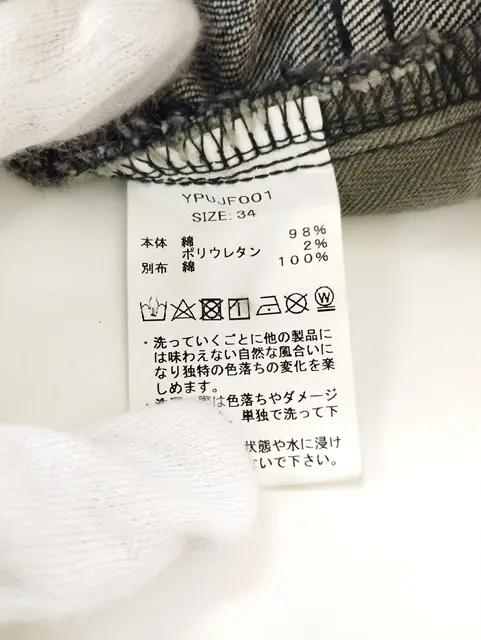 YPUJF001
SIZE: 34
本体 綿 98%
ポリウレタン 2%
別布 綿 100%
W
・洗っていくごとに他の製品に
は味わえない自然な風合いに
なり独特の色落ちの変化を楽
しめます。
は色落ちやダメージ
単独で洗って下
状態や水に浸け
いで下さい。